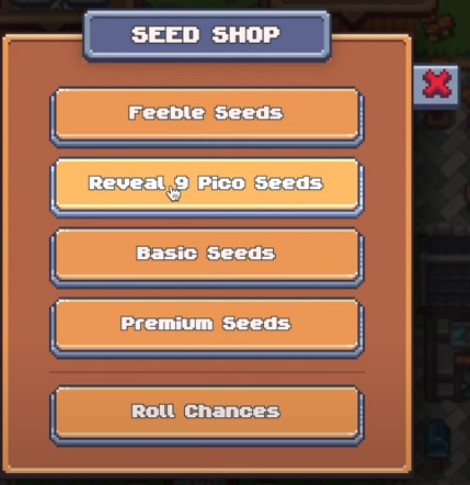 SEED SHOP
Feeble Seeds
Reveal 9 Pico Seeds
Basic Seeds
Premium Seeds
Roll Chances